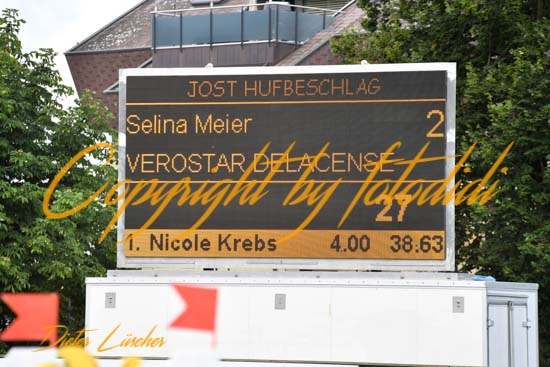 JOST HUFBESCHLAG
Selina Meier 2
VEROSTAR DELACENSE
Copyright by fotodidi
27
1. Nicole Krebs 4.00 38:63
Dieter Lüscher